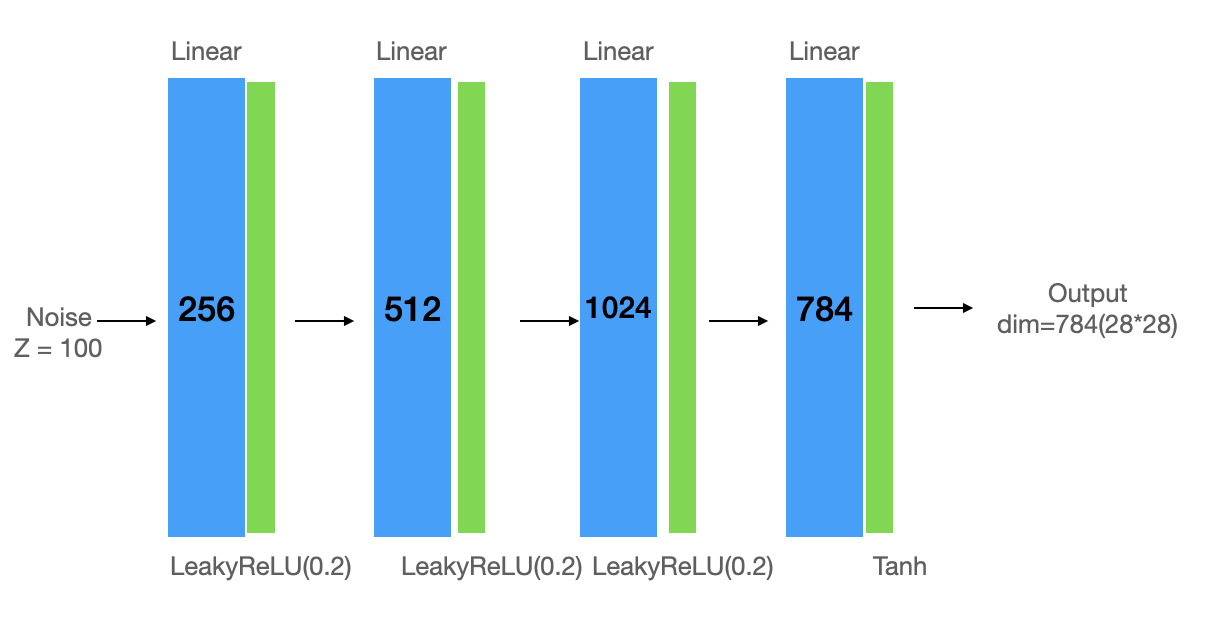 Linear
Linear
Linear
Linear
Noise
Z = 100
256
512
1024
784
Output
dim=784(28*28)
LeakyReLU(0.2)
LeakyReLU(0.2)
LeakyReLU(0.2)
Tanh